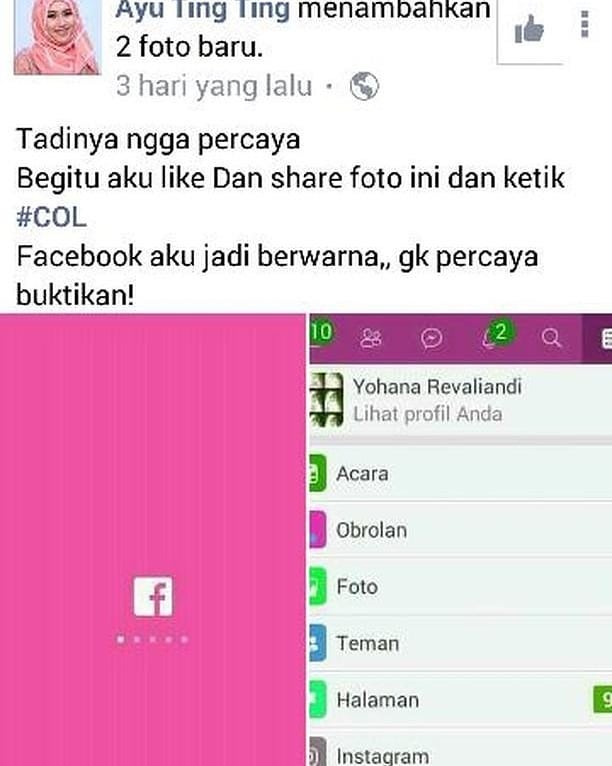 Ayu Ting Ting menambahkan
2 foto baru.
3 hari yang lalu ·
Tadinya ngga percaya
Begitu aku like Dan share foto ini dan ketik
#COL
Facebook aku jadi berwarna,, gk percaya
buktikan!
f
10
2
Yohana Revaliandi
Lihat profil Anda
Acara
Obrolan
Foto
Teman
Halaman
9
Instagram